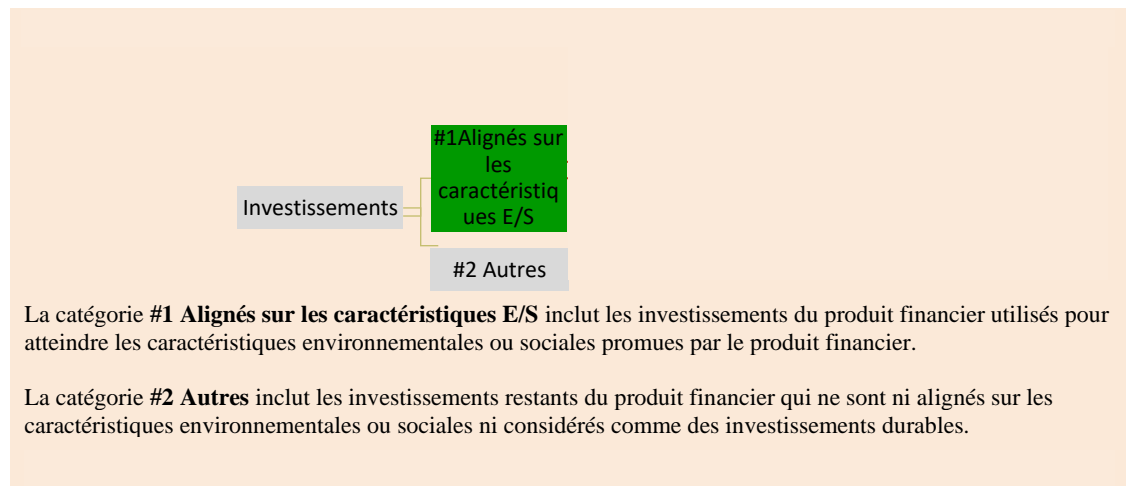 #1Alignés sur
les
caractéristiq
ues E/S
Investissements
#2 Autres
La catégorie #1 Alignés sur les caractéristiques E/S inclut les investissements du produit financier utilisés pour
atteindre les caractéristiques environnementales ou sociales promues par le produit financier.
La catégorie #2 Autres inclut les investissements restants du produit financier qui ne sont ni alignés sur les
caractéristiques environnementales ou sociales ni considérés comme des investissements durables.